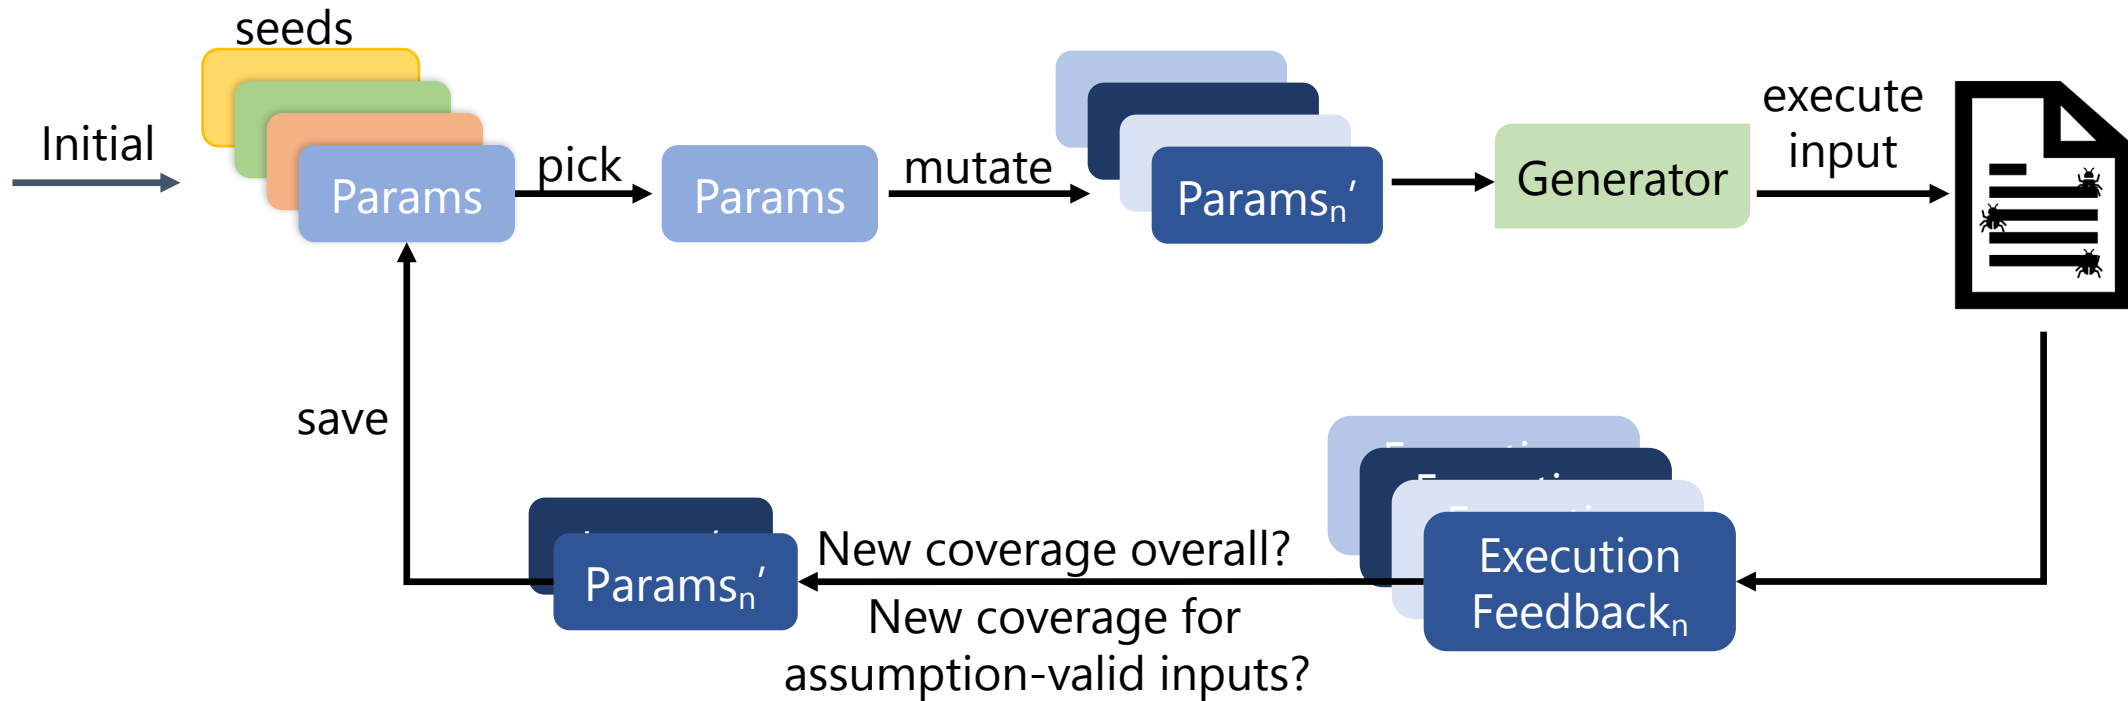 seeds
Initial
Params
pick
Params
mutate
Paramsₙ′
Generator
execute
input
save
Paramsₙ′
New coverage overall?
New coverage for
assumption-valid inputs?
Execution
Feedbackₙ